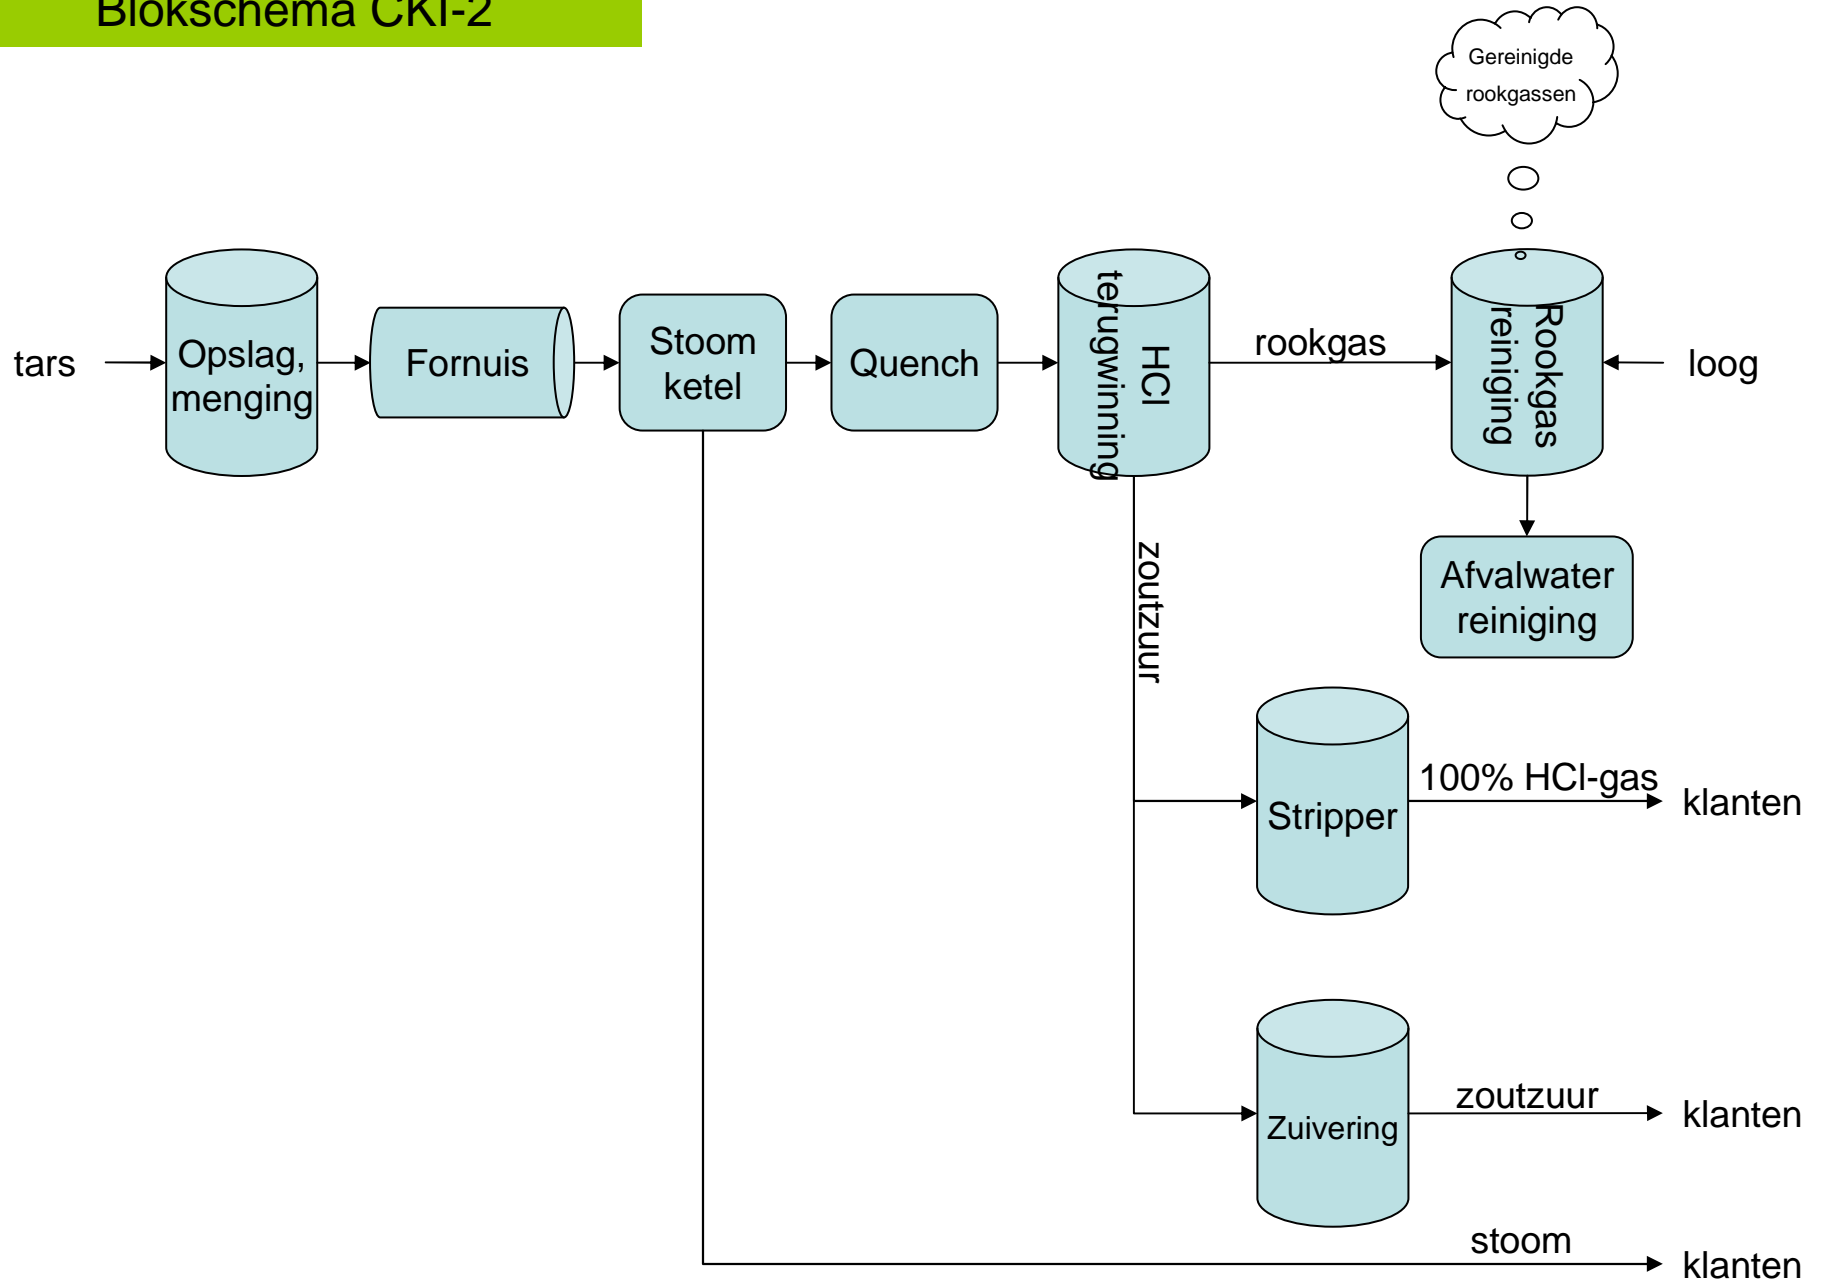 Blokschema CKI-2
Gereinigde
rookgassen
tars
Opslag,
menging
Fornuis
Stoom
ketel
Quench
HCl
terugwinning
rookgas
Rookgas
reiniging
loog
Afvalwater
reiniging
zoutzuur
Stripper
100% HCl-gas
klanten
Zuivering
zoutzuur
klanten
stoom
klanten